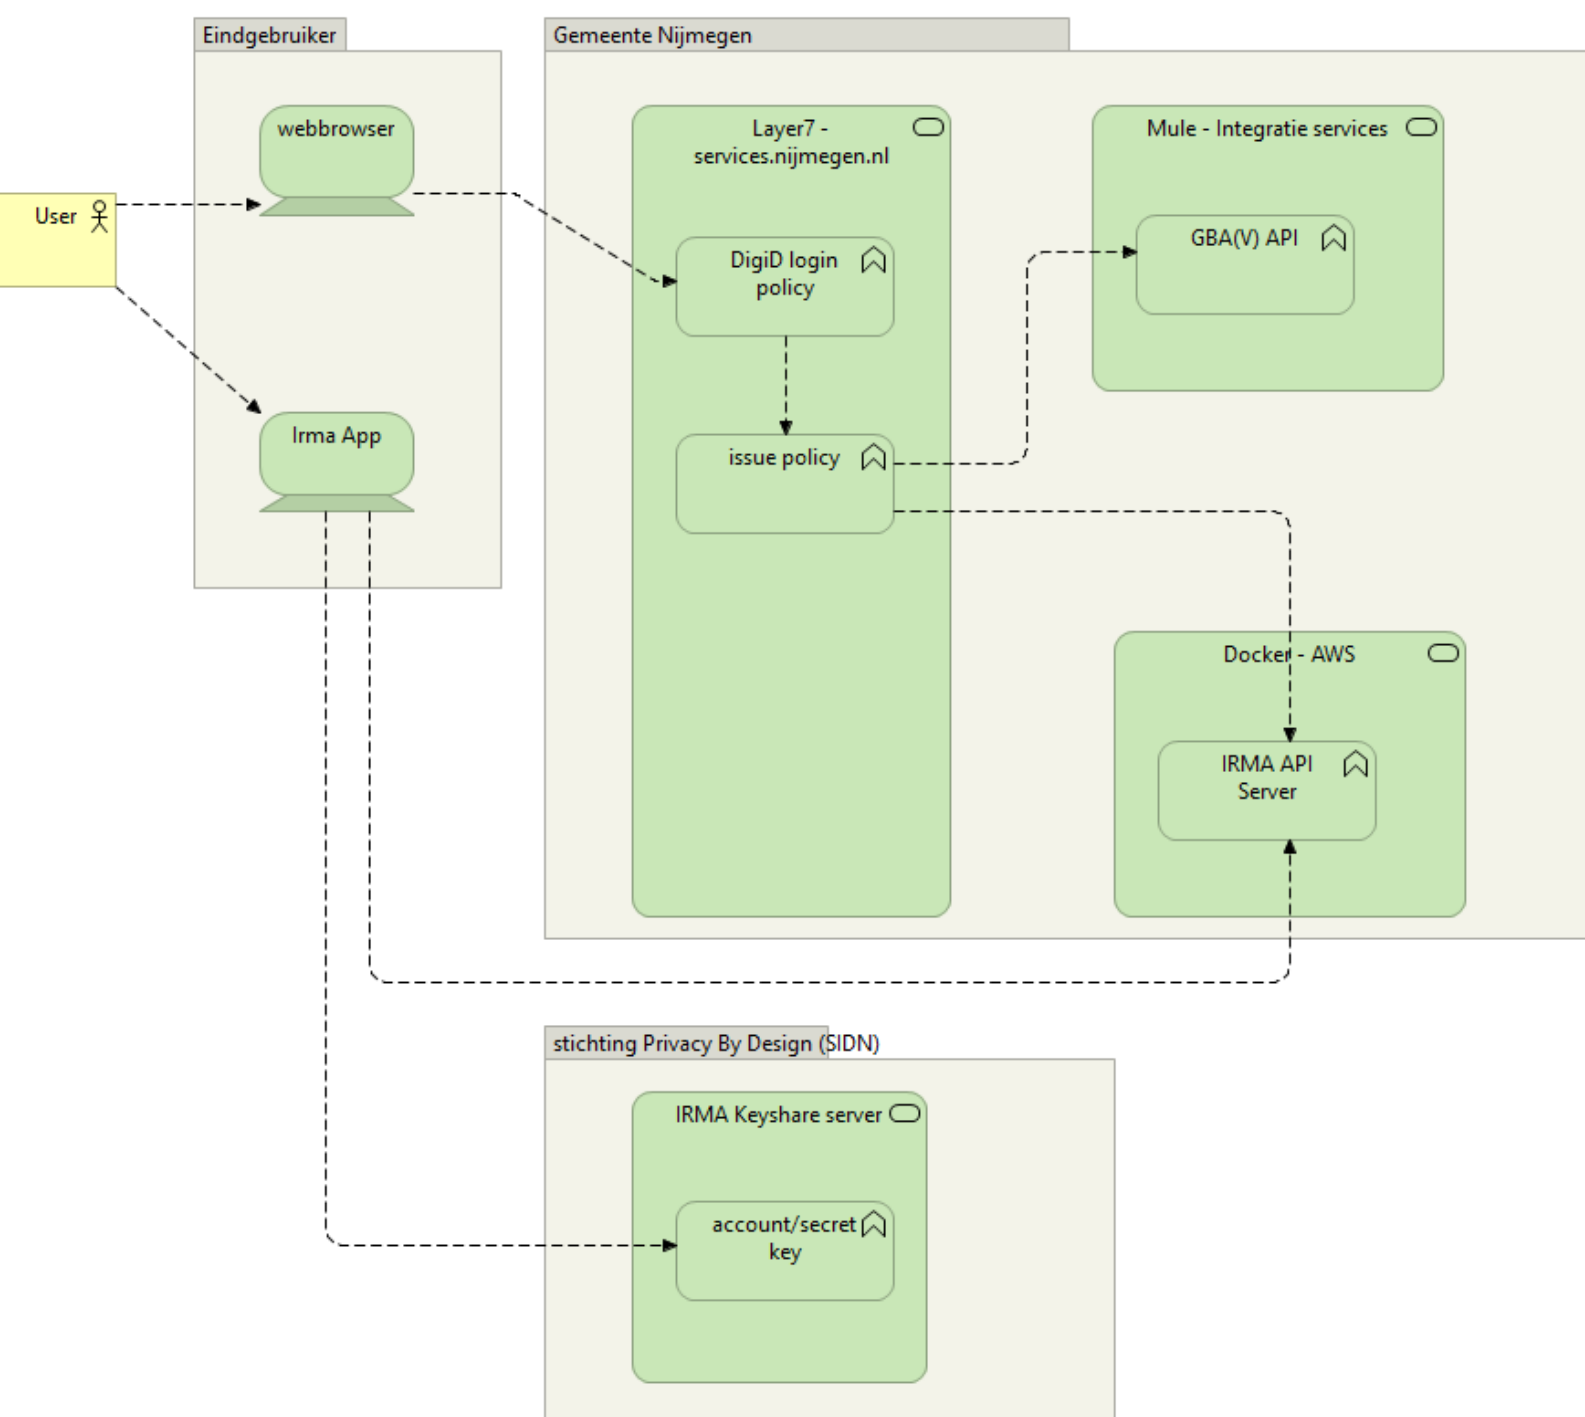 Eindgebruiker
Gemeente Nijmegen
webbrowser
Layer7 -
services.nijmegen.nl
Mule - Integratie services
User
DigiD login
policy
GBA(V) API
Irma App
issue policy
Docker - AWS
IRMA API
Server
stichting Privacy By Design (SIDN)
IRMA Keyshare server
account/secret
key